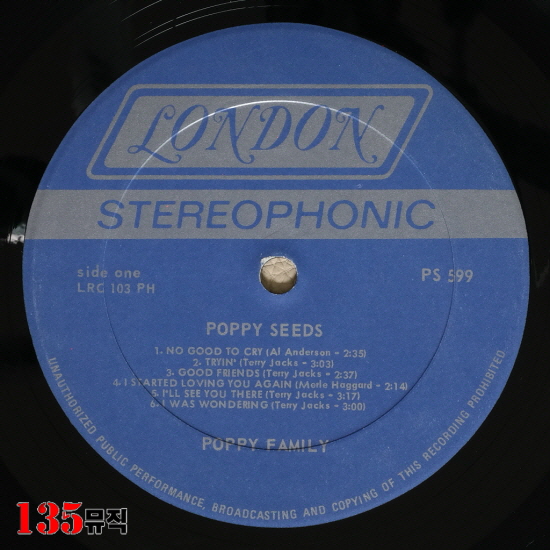 LONDON
STEREOPHONIC
side one
LRC 103 PH
PS 599
POPPY SEEDS
1. NO GOOD TO CRY (Al Anderson - 2:35)
2. TRYIN' (Terry Jacks - 3:03)
3. GOOD FRIENDS (Terry Jacks - 2:37)
4. I STARTED LOVING YOU AGAIN (Merle Haggard - 2:14)
5. I'LL SEE YOU THERE (Terry Jacks - 3:17)
6. I WAS WONDERING (Terry Jacks - 3:00)
POPPY FAMILY
UNAUTHORIZED PUBLIC PERFORMANCE, BROADCASTING AND COPYING OF THIS RECORDING PROHIBITED
135뮤직